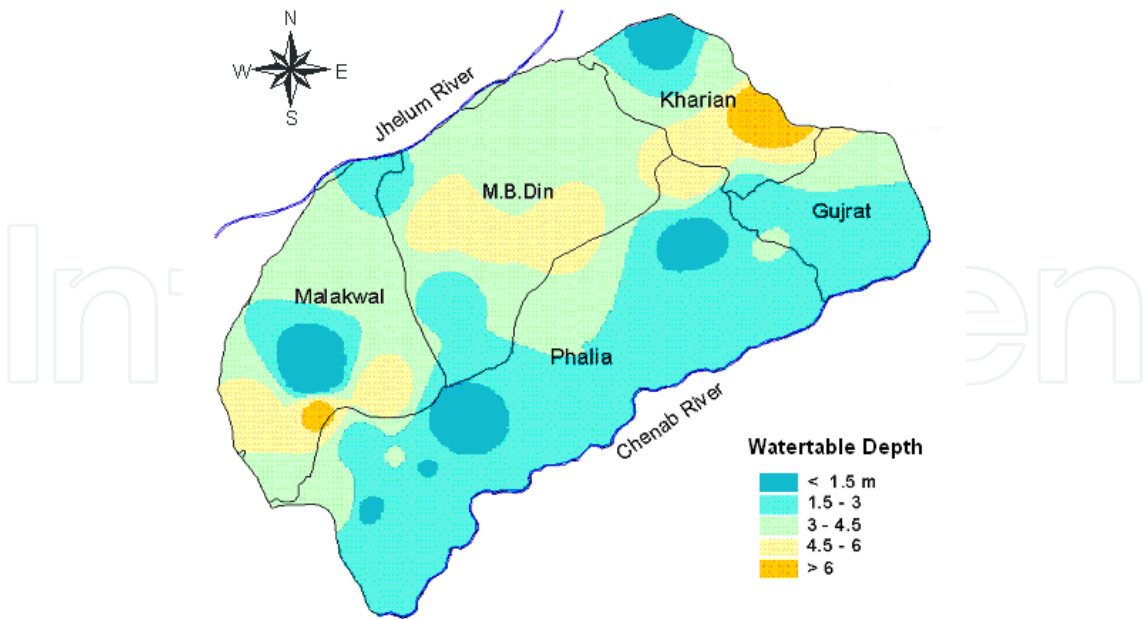 N
W E
S
Jhelum River
Kharian
M.B.Din
Gujrat
Malakwal
Phalia
Chenab River
Watertable Depth
< 1.5 m
1.5 - 3
3 - 4.5
4.5 - 6
> 6